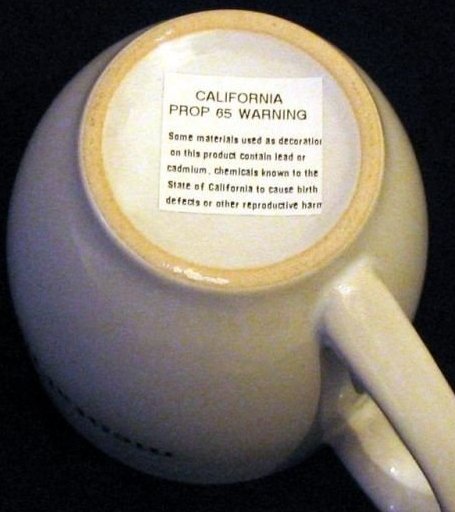 CALIFORNIA
PROP 65 WARNING
Some materials used as decoration
on this product contain lead or
cadmium, chemicals known to the
State of California to cause birth
defects or other reproductive harm